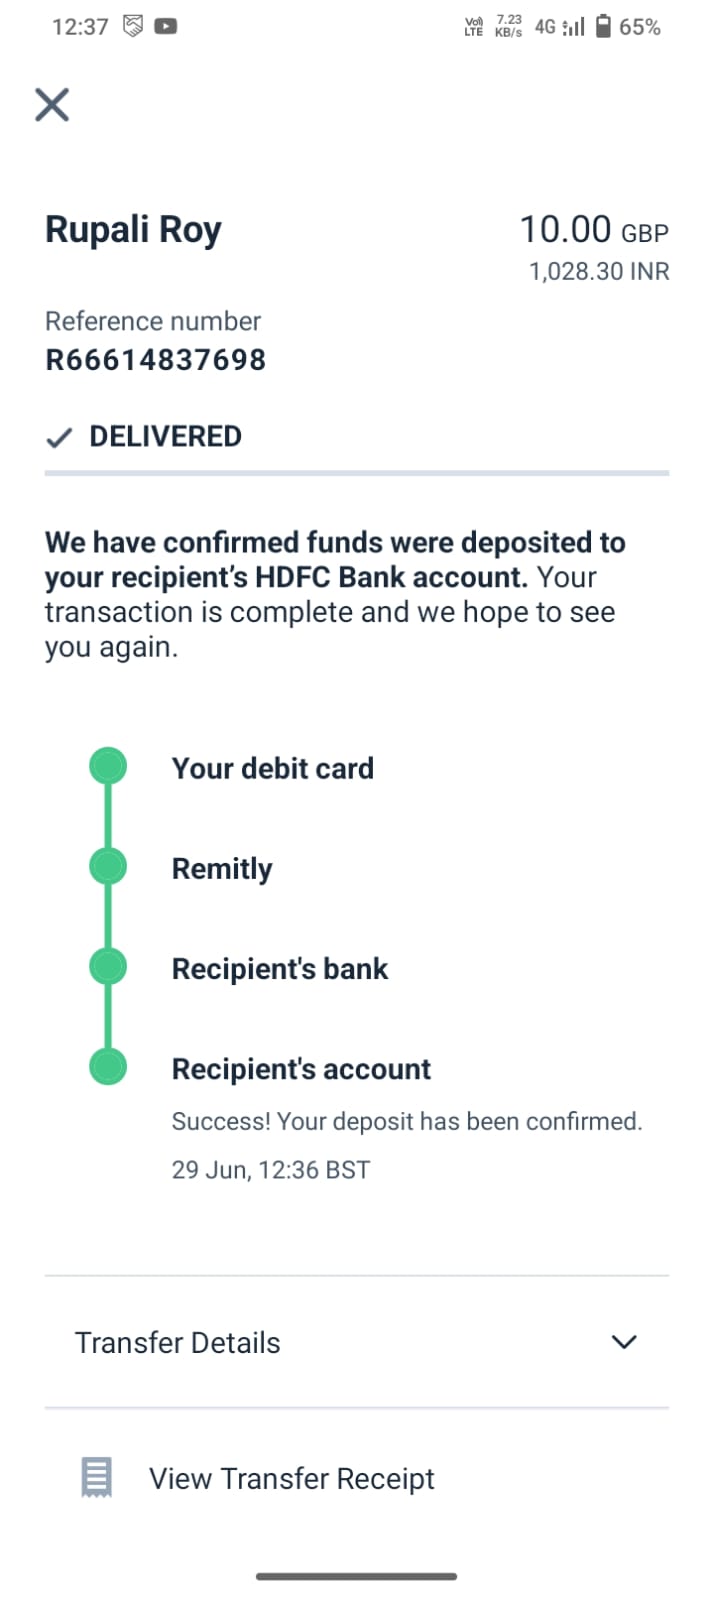 12:37
Vo) LTE 7.23 KB/s 4G 65%
Rupali Roy
10.00 GBP
1,028.30 INR
Reference number
R66614837698
DELIVERED
We have confirmed funds were deposited to
your recipient's HDFC Bank account. Your
transaction is complete and we hope to see
you again.
Your debit card
Remitly
Recipient's bank
Recipient's account
Success! Your deposit has been confirmed.
29 Jun, 12:36 BST
Transfer Details
View Transfer Receipt